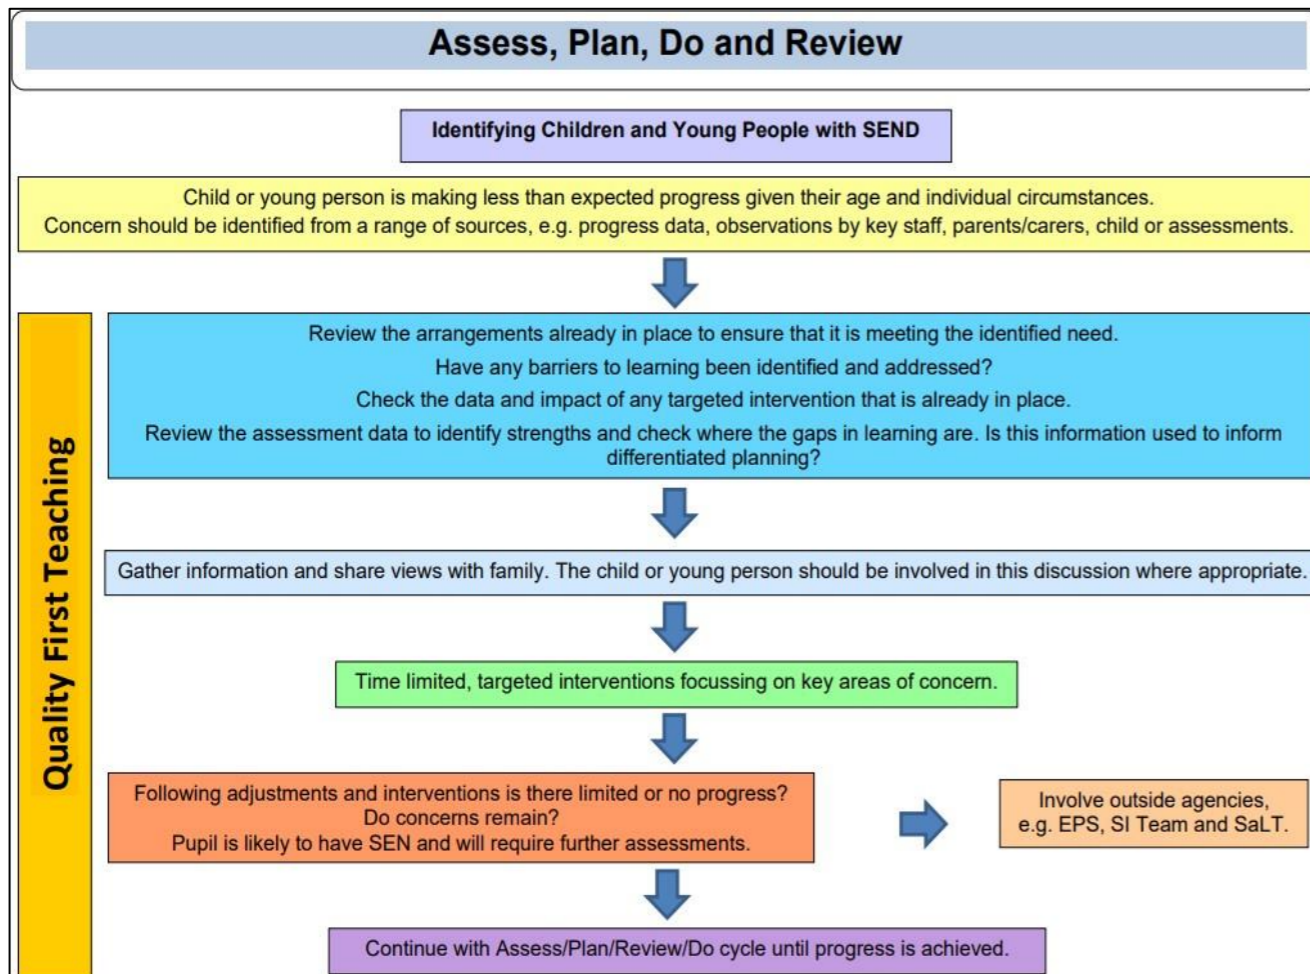 Assess, Plan, Do and Review
Identifying Children and Young People with SEND
Child or young person is making less than expected progress given their age and individual circumstances.
Concern should be identified from a range of sources, e.g. progress data, observations by key staff, parents/carers, child or assessments.
Quality First Teaching
Review the arrangements already in place to ensure that it is meeting the identified need.
Have any barriers to learning been identified and addressed?
Check the data and impact of any targeted intervention that is already in place.
Review the assessment data to identify strengths and check where the gaps in learning are. Is this information used to inform
differentiated planning?
Gather information and share views with family. The child or young person should be involved in this discussion where appropriate.
Time limited, targeted interventions focussing on key areas of concern.
Following adjustments and interventions is there limited or no progress?
Do concerns remain?
Pupil is likely to have SEN and will require further assessments.
Involve outside agencies,
e.g. EPS, SI Team and SaLT.
Continue with Assess/Plan/Review/Do cycle until progress is achieved.